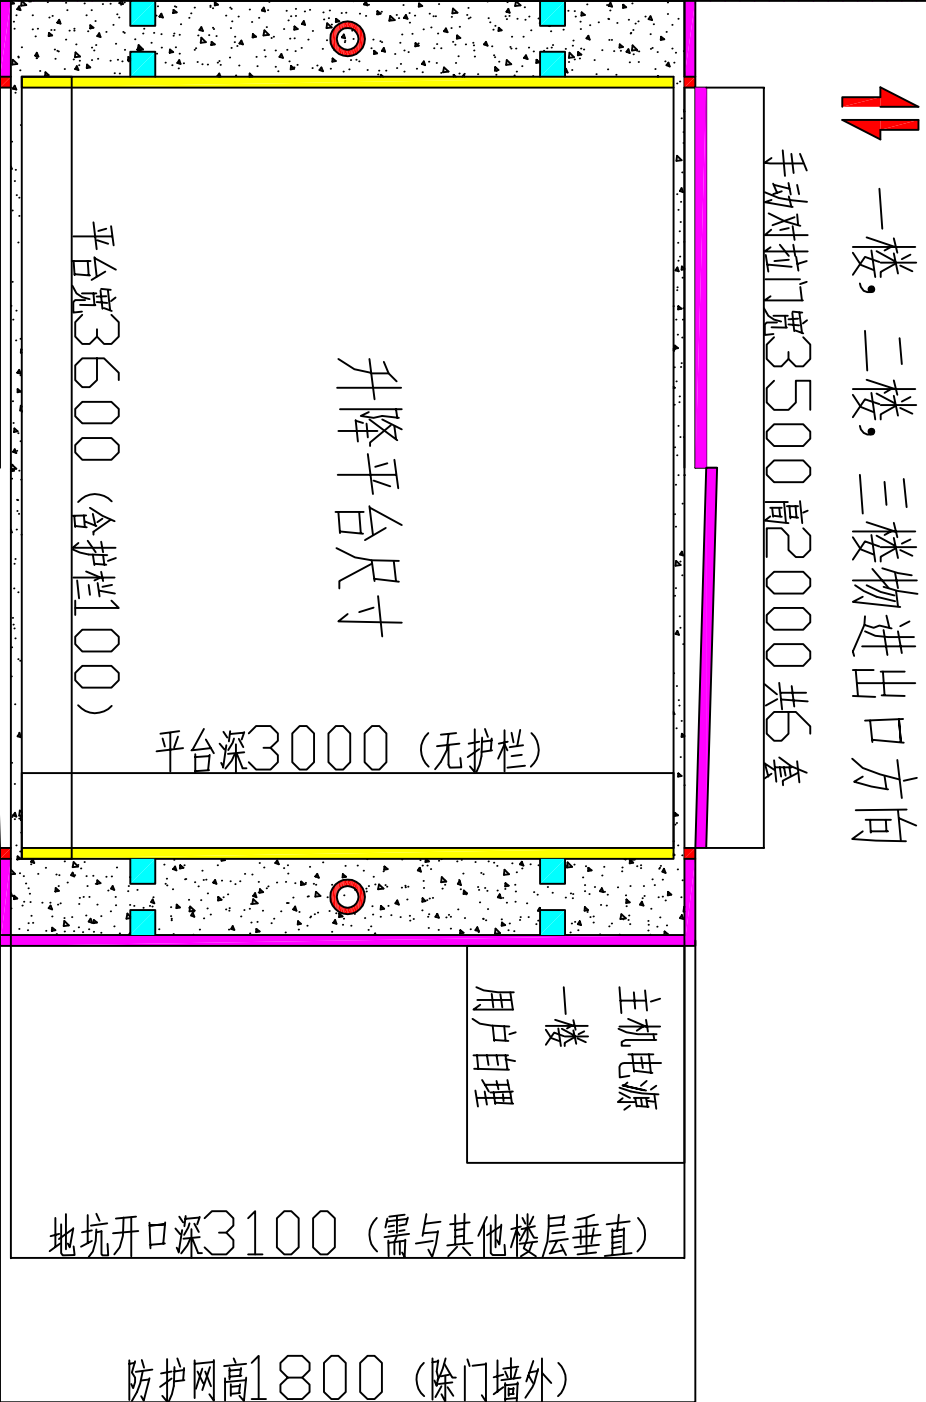 一楼，二楼，三楼物进出口方向
手动对拉门宽3500高2000共6套
升降平台尺寸
平台宽3600（含护栏100）
平台深3000（无护栏）
主机电源
一楼
用户自理
地坑开口深3100（需与其他楼层垂直）
防护网高1800（除门墙外）